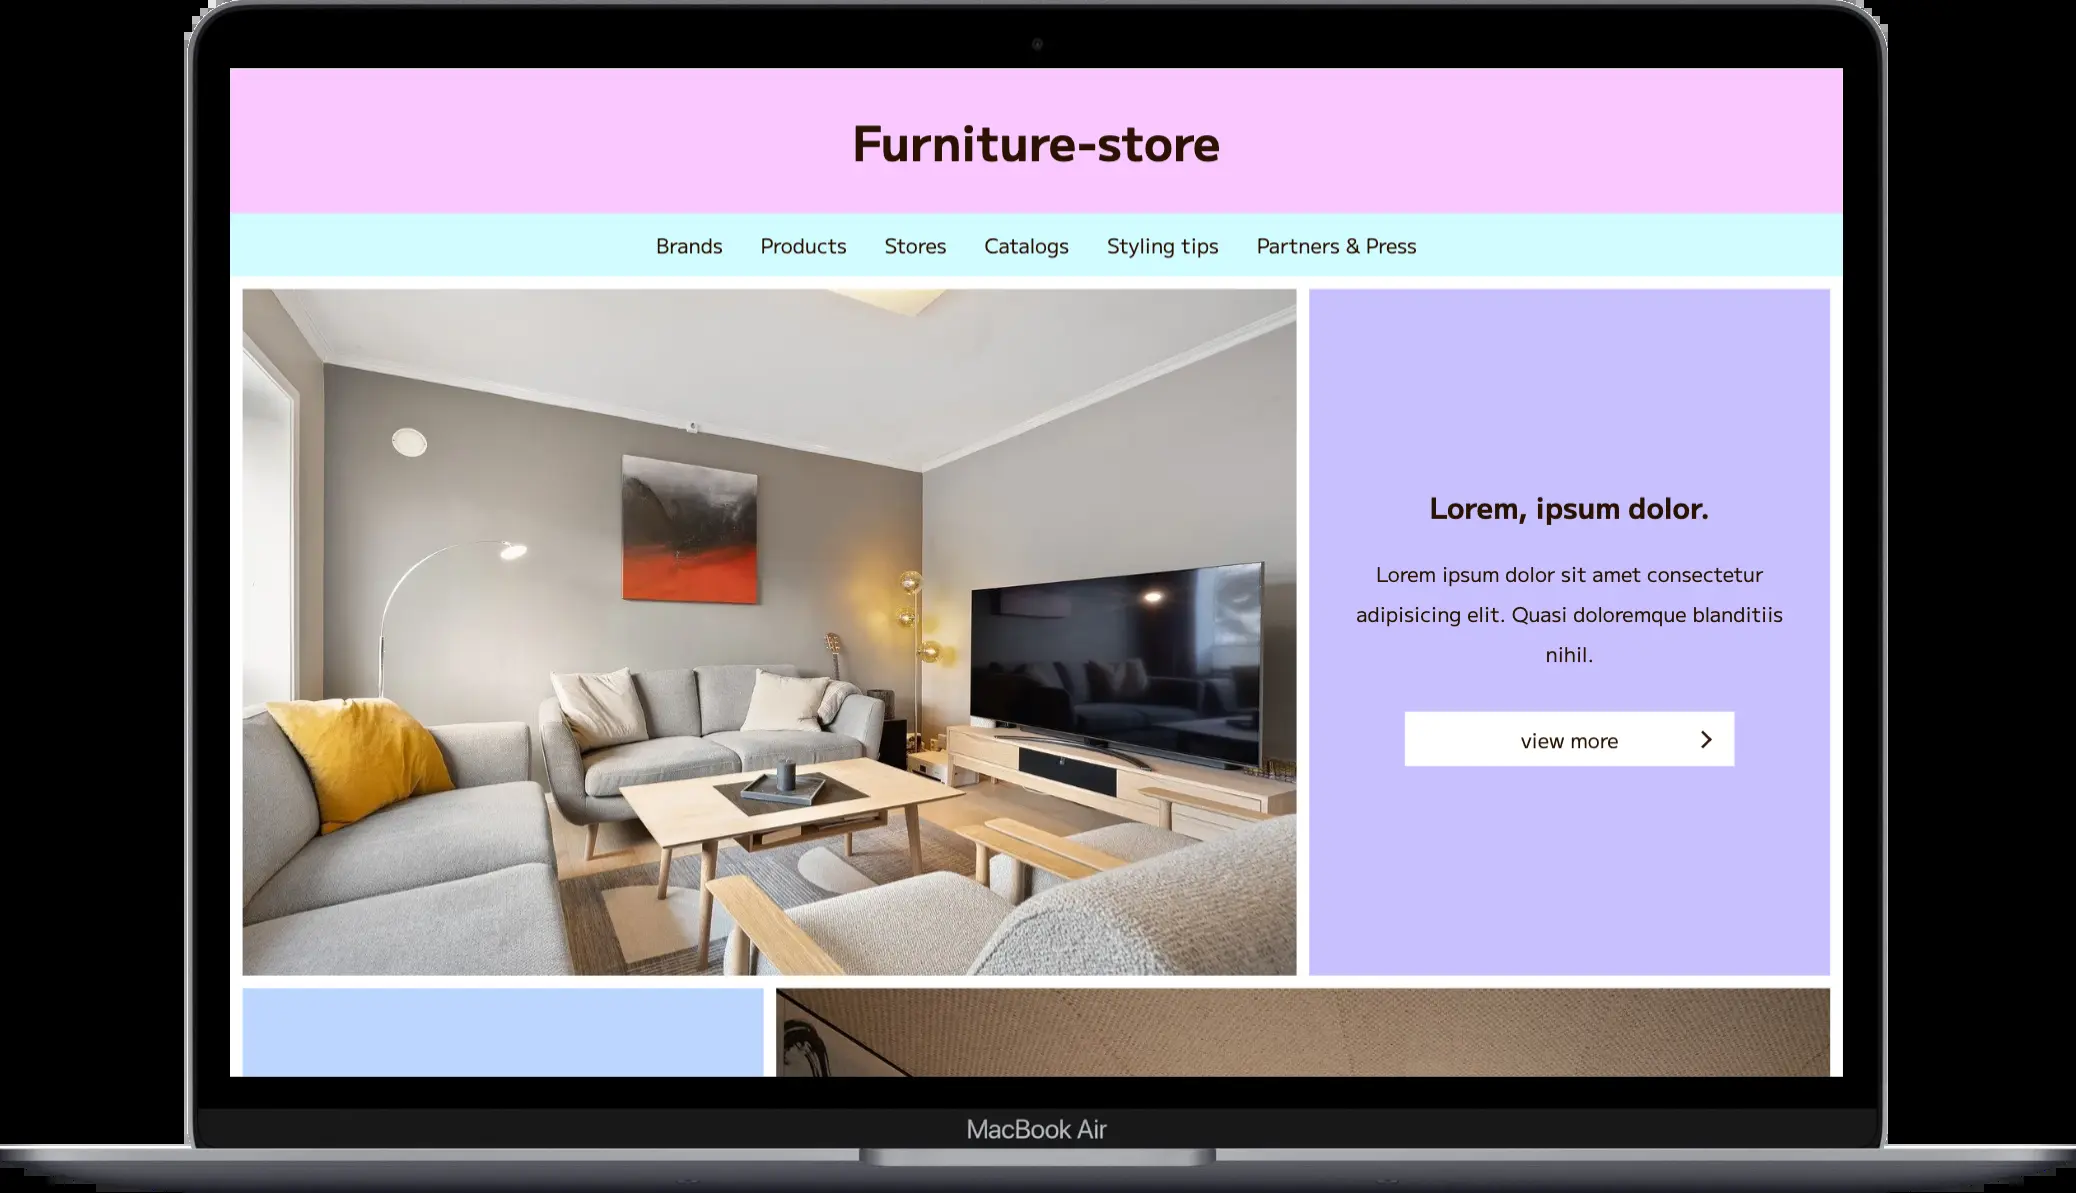 Furniture-store
Brands Products Stores Catalogs Styling tips Partners & Press
Lorem, ipsum dolor.
Lorem ipsum dolor sit amet consectetur
adipisicing elit. Quasi doloremque blanditiis
nihil.
view more
MacBook Air